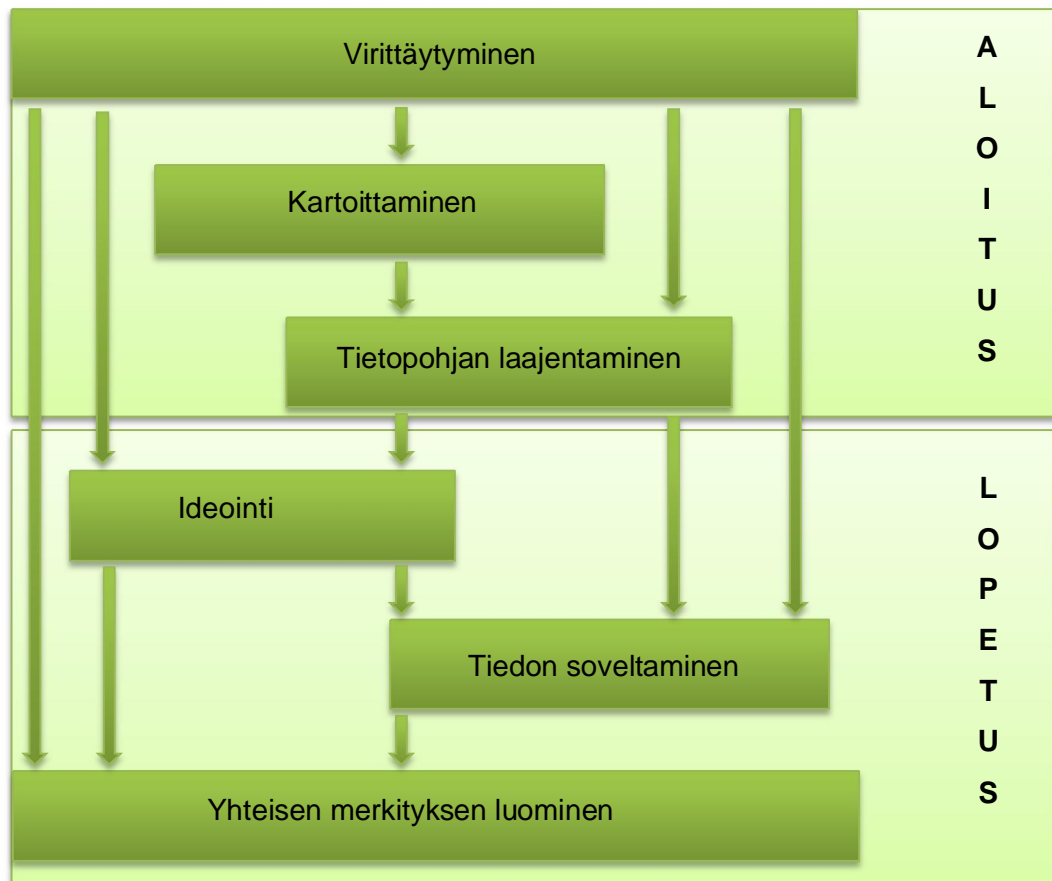 Virittäytyminen
Kartoittaminen
Tietopohjan laajentaminen
A
L
O
I
T
U
S
Ideointi
Tiedon soveltaminen
Yhteisen merkityksen luominen
L
O
P
E
T
U
S